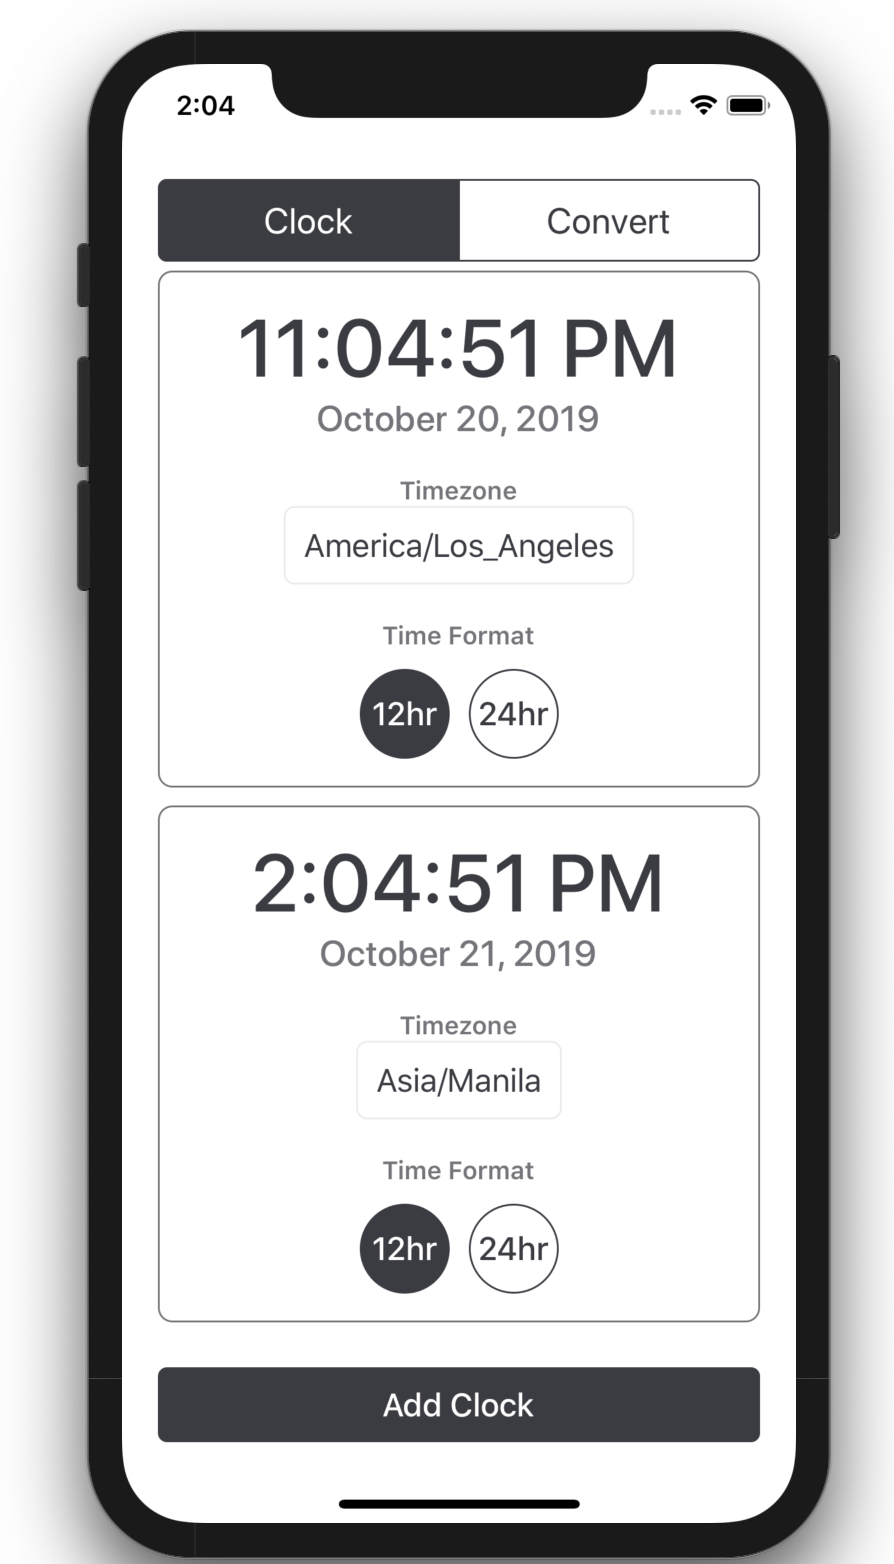 2:04
Clock Convert
11:04:51 PM
October 20, 2019
Timezone
America/Los_Angeles
Time Format
12hr 24hr
2:04:51 PM
October 21, 2019
Timezone
Asia/Manila
Time Format
12hr 24hr
Add Clock